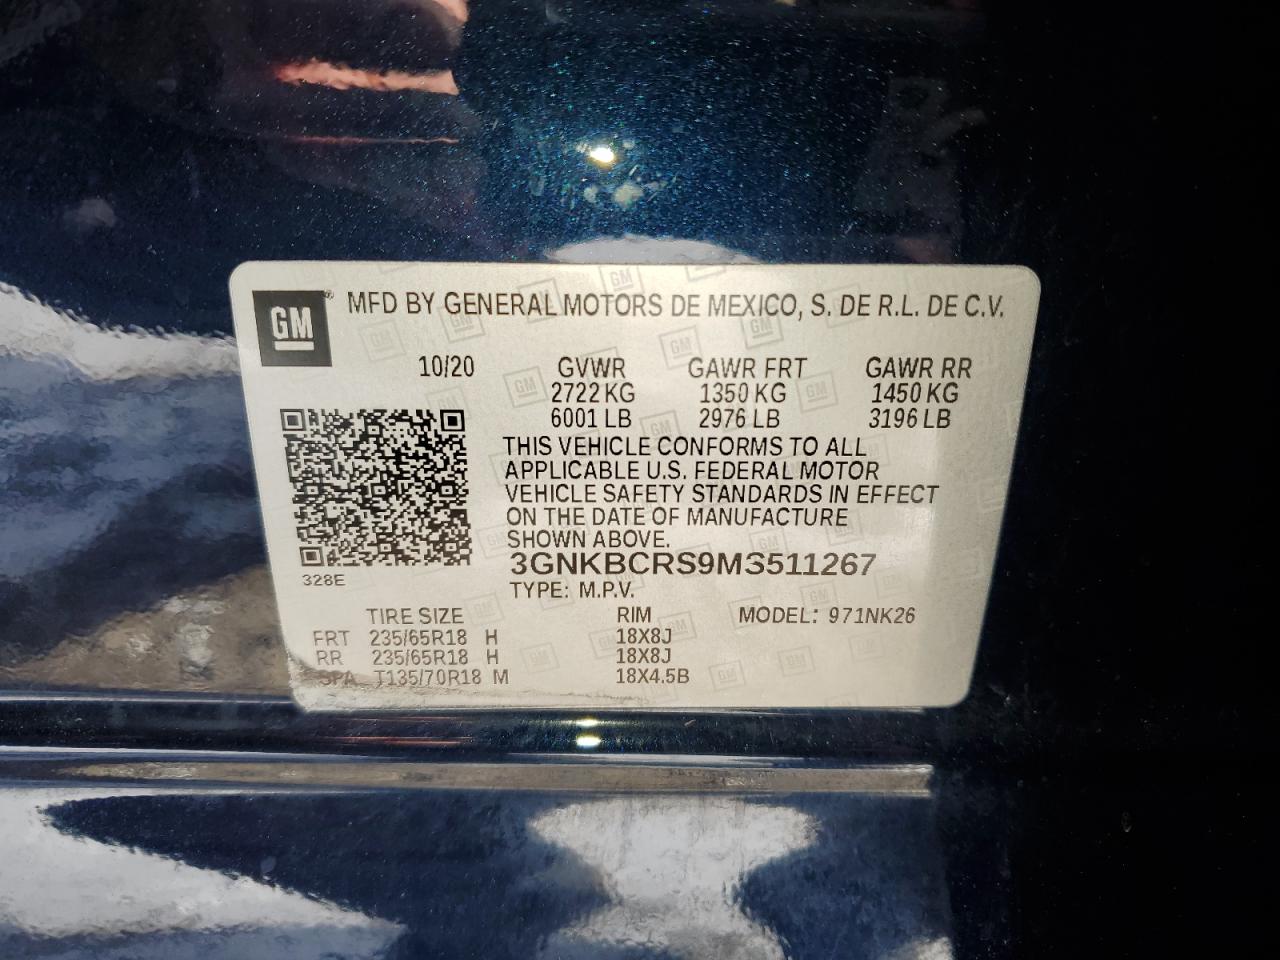 GM® MFD BY GENERAL MOTORS DE MEXICO, S. DE R.L. DE C.V.
10/20 GVWR GAWR FRT GAWR RR
2722 KG 1350 KG 1450 KG
6001 LB 2976 LB 3196 LB
THIS VEHICLE CONFORMS TO ALL
APPLICABLE U.S. FEDERAL MOTOR
VEHICLE SAFETY STANDARDS IN EFFECT
ON THE DATE OF MANUFACTURE
SHOWN ABOVE.
3GNKBCRS9MS511267
328E
TYPE: M.P.V.
TIRE SIZE RIM MODEL: 971NK26
FRT 235/65R18 H 18X8J
RR 235/65R18 H 18X8J
SPA T135/70R18 M 18X4.5B